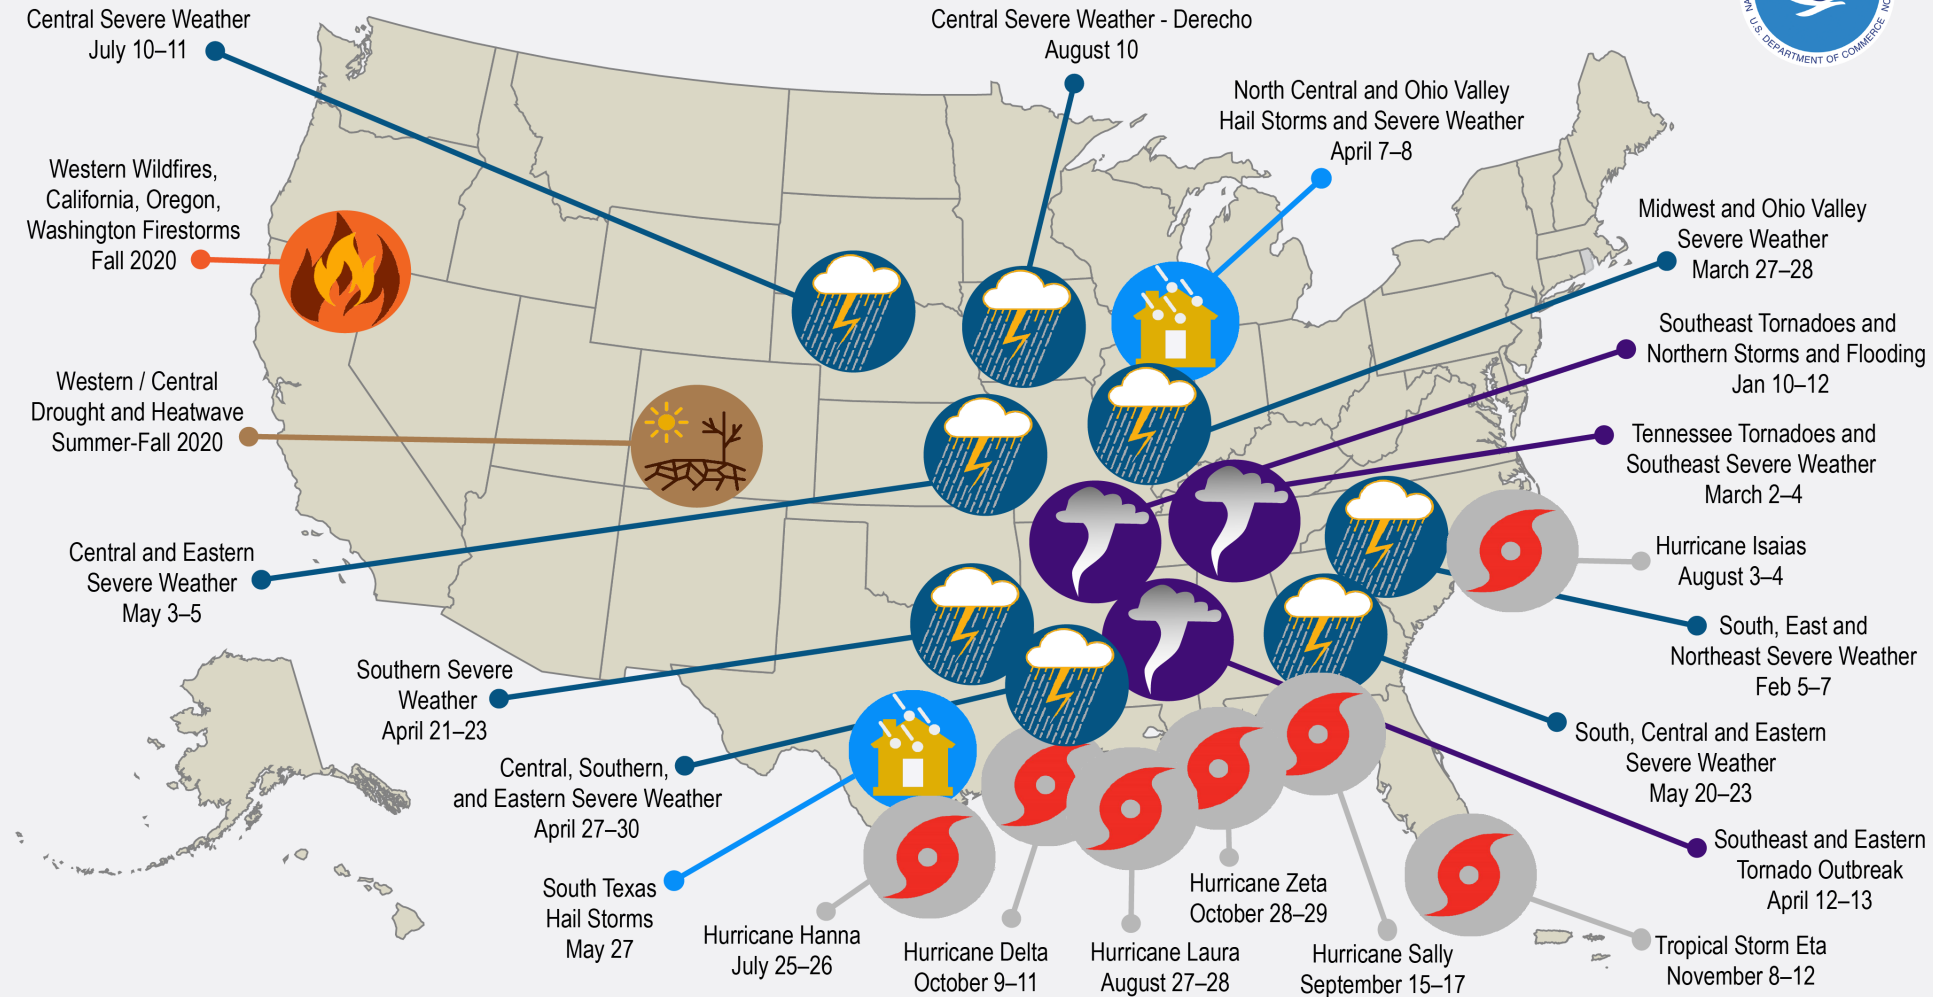 Central Severe Weather
July 10–11
Central Severe Weather - Derecho
August 10
U.S. DEPARTMENT OF COMMERCE
North Central and Ohio Valley
Hail Storms and Severe Weather
April 7–8
Western Wildfires,
California, Oregon,
Washington Firestorms
Fall 2020
Midwest and Ohio Valley
Severe Weather
March 27–28
Southeast Tornadoes and
Northern Storms and Flooding
Jan 10–12
Western / Central
Drought and Heatwave
Summer-Fall 2020
Tennessee Tornadoes and
Southeast Severe Weather
March 2–4
Central and Eastern
Severe Weather
May 3–5
Hurricane Isaias
August 3–4
South, East and
Northeast Severe Weather
Feb 5–7
Southern Severe
Weather
April 21–23
South, Central and Eastern
Severe Weather
May 20–23
Central, Southern,
and Eastern Severe Weather
April 27–30
Southeast and Eastern
Tornado Outbreak
April 12–13
South Texas
Hail Storms
May 27
Hurricane Hanna
July 25–26
Hurricane Delta
October 9–11
Hurricane Laura
August 27–28
Hurricane Zeta
October 28–29
Hurricane Sally
September 15–17
Tropical Storm Eta
November 8–12